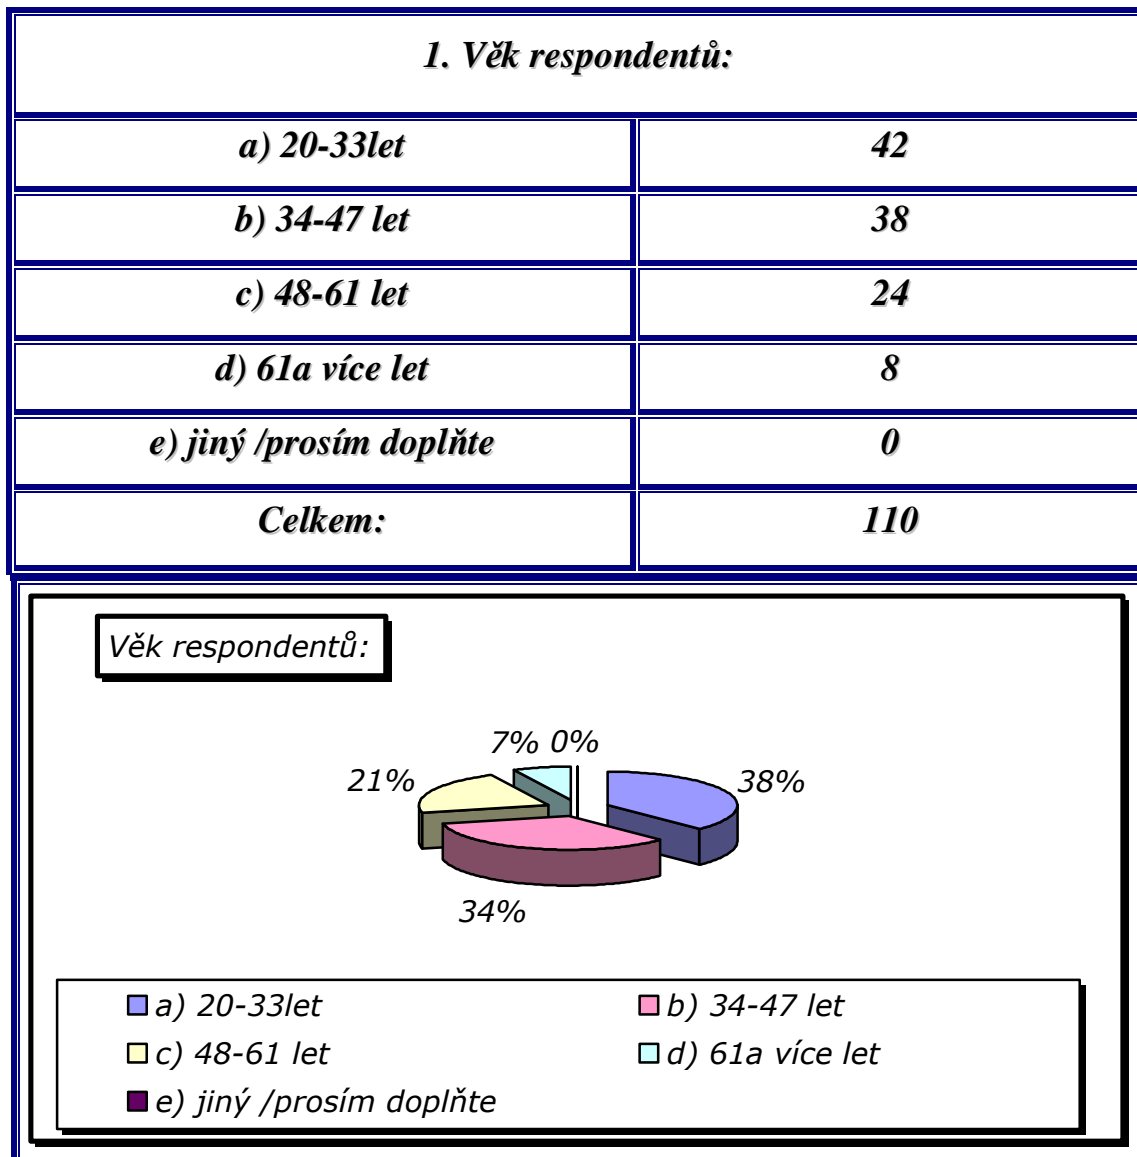 1. Věk respondentů:
a) 20-33let 42
b) 34-47 let 38
c) 48-61 let 24
d) 61a více let 8
e) jiný /prosím doplňte 0
Celkem: 110
Věk respondentů:
7% 0%
21% 38%
34%
a) 20-33let b) 34-47 let
c) 48-61 let d) 61a více let
e) jiný /prosím doplňte